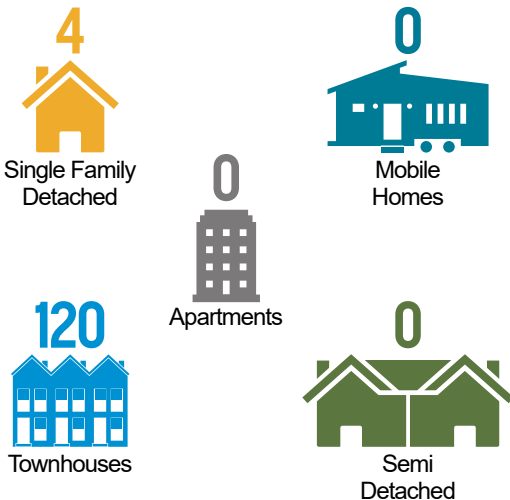 4
Single Family
Detached
0
Mobile
Homes
0
Apartments
120
Townhouses
0
Semi
Detached